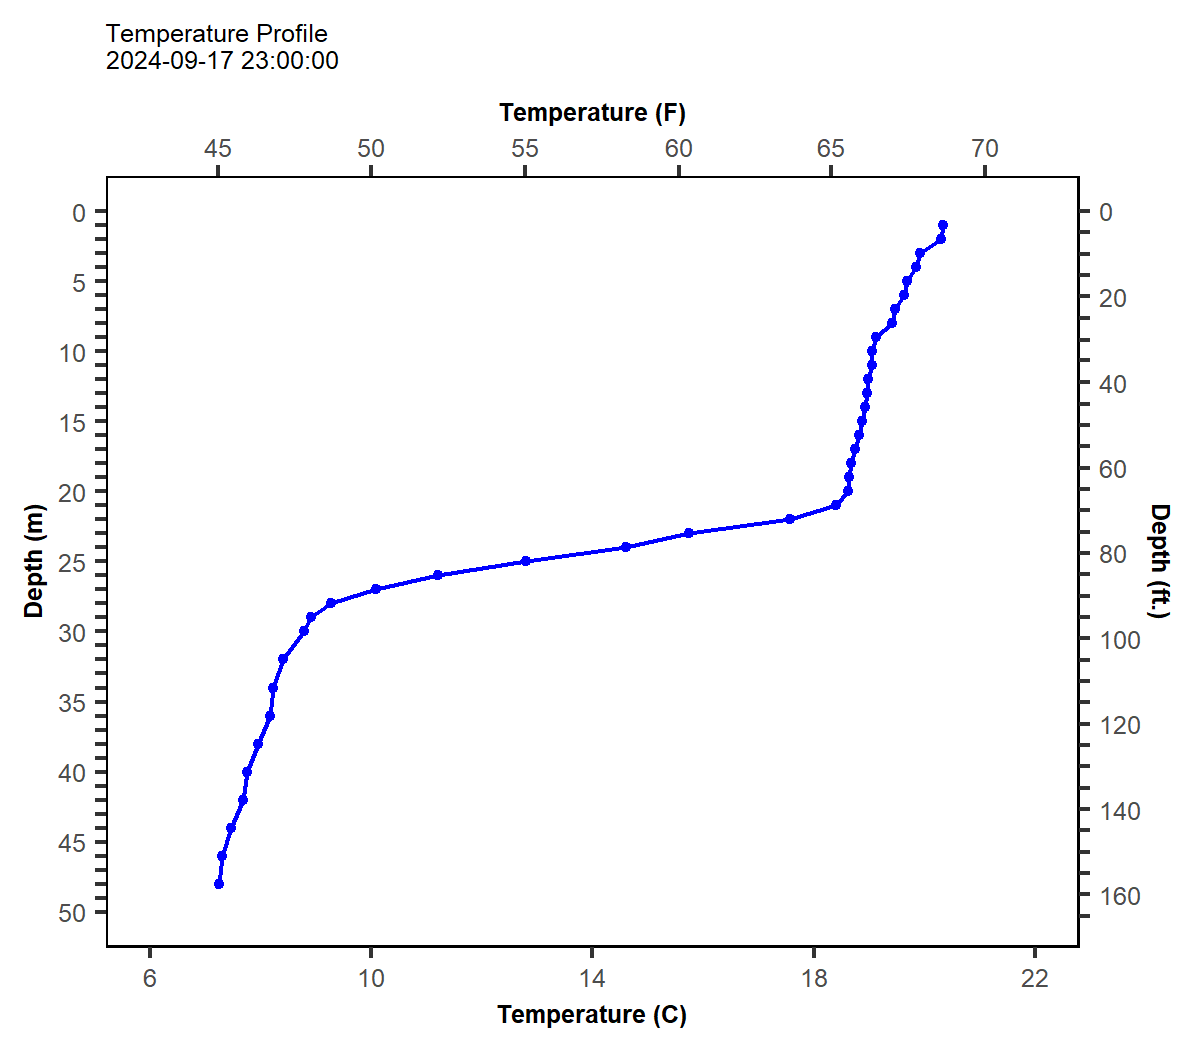 Temperature Profile
2024-09-17 23:00:00
Temperature (F)
45 50 55 60 65 70
0 0
5
20
10
40
15
60
20
Depth (m)
Depth (ft.)
80
25
30 100
35
120
40
140
45
160
50
6 10 14 18 22
Temperature (C)